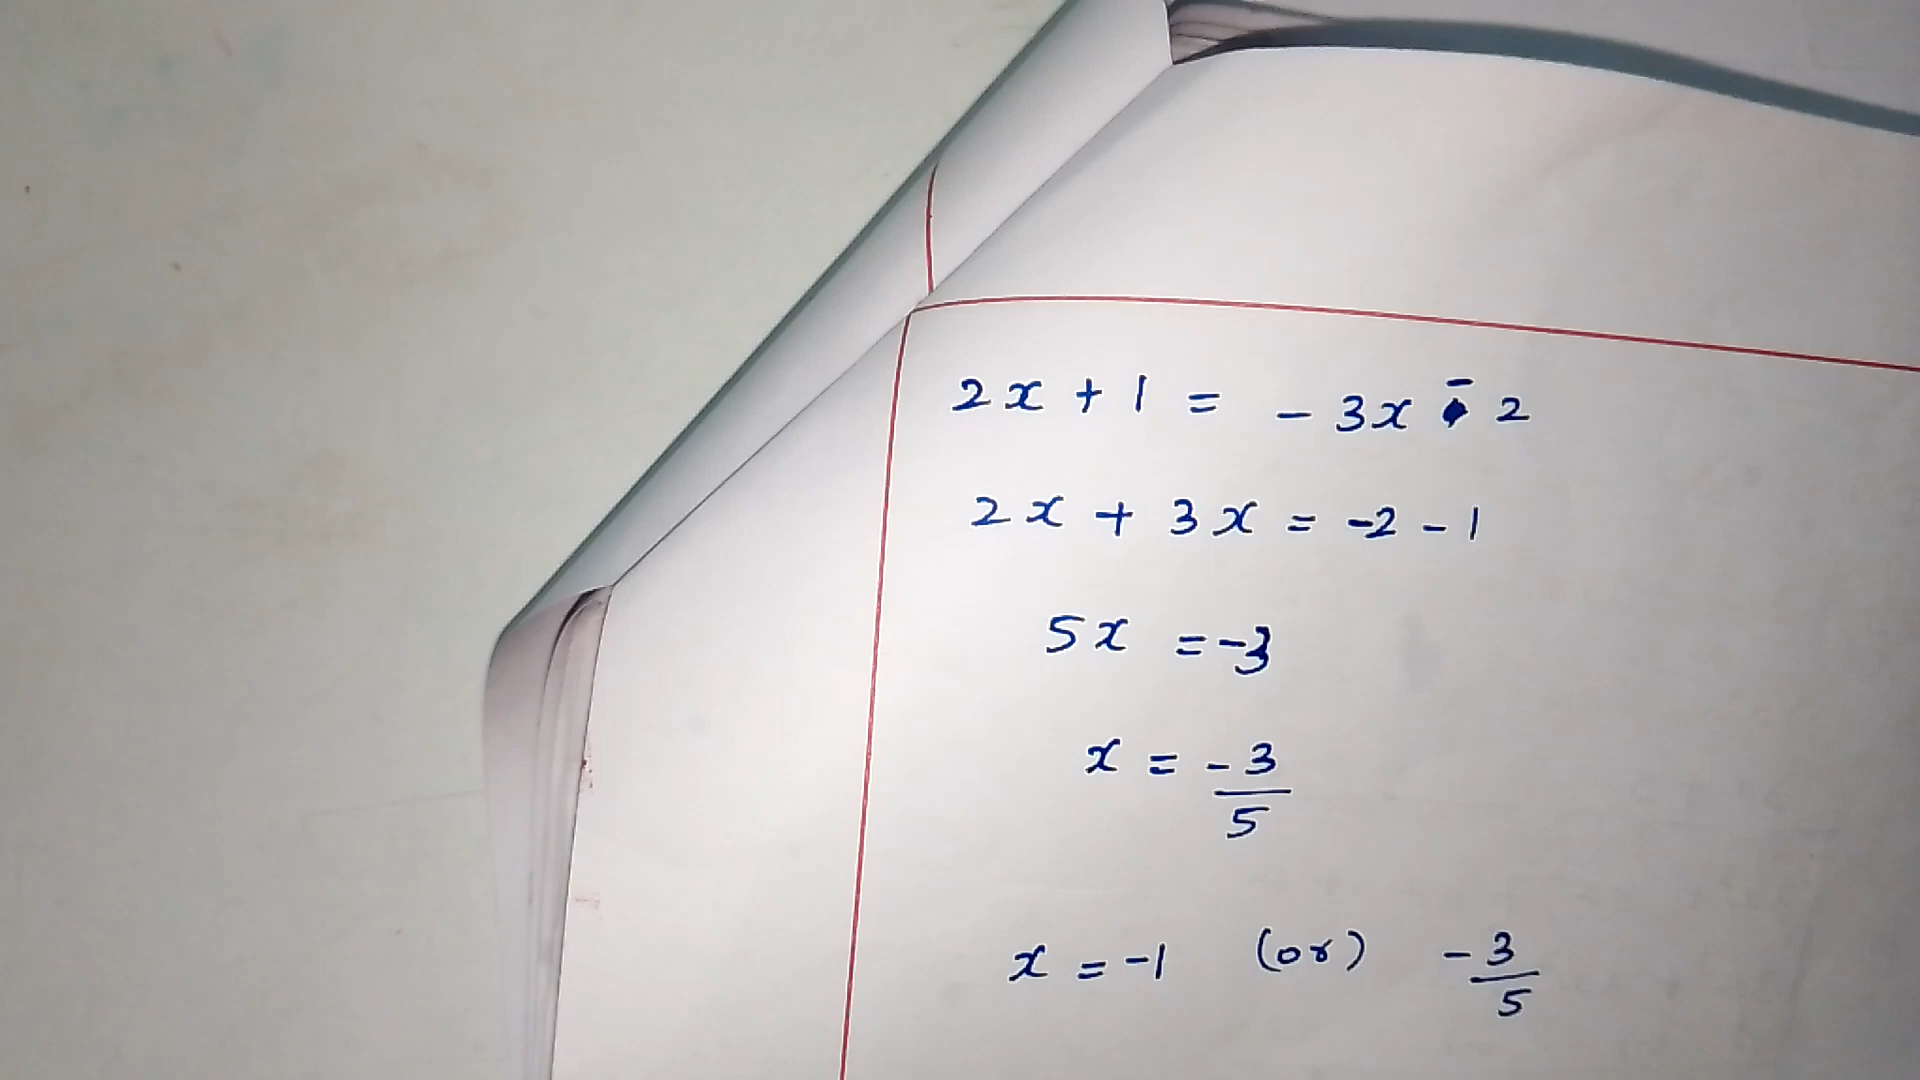 2x + 1 = - 3x - 2
2x + 3x = -2 - 1
5x = -3
x = -3/5
x = -1 (or) -3/5